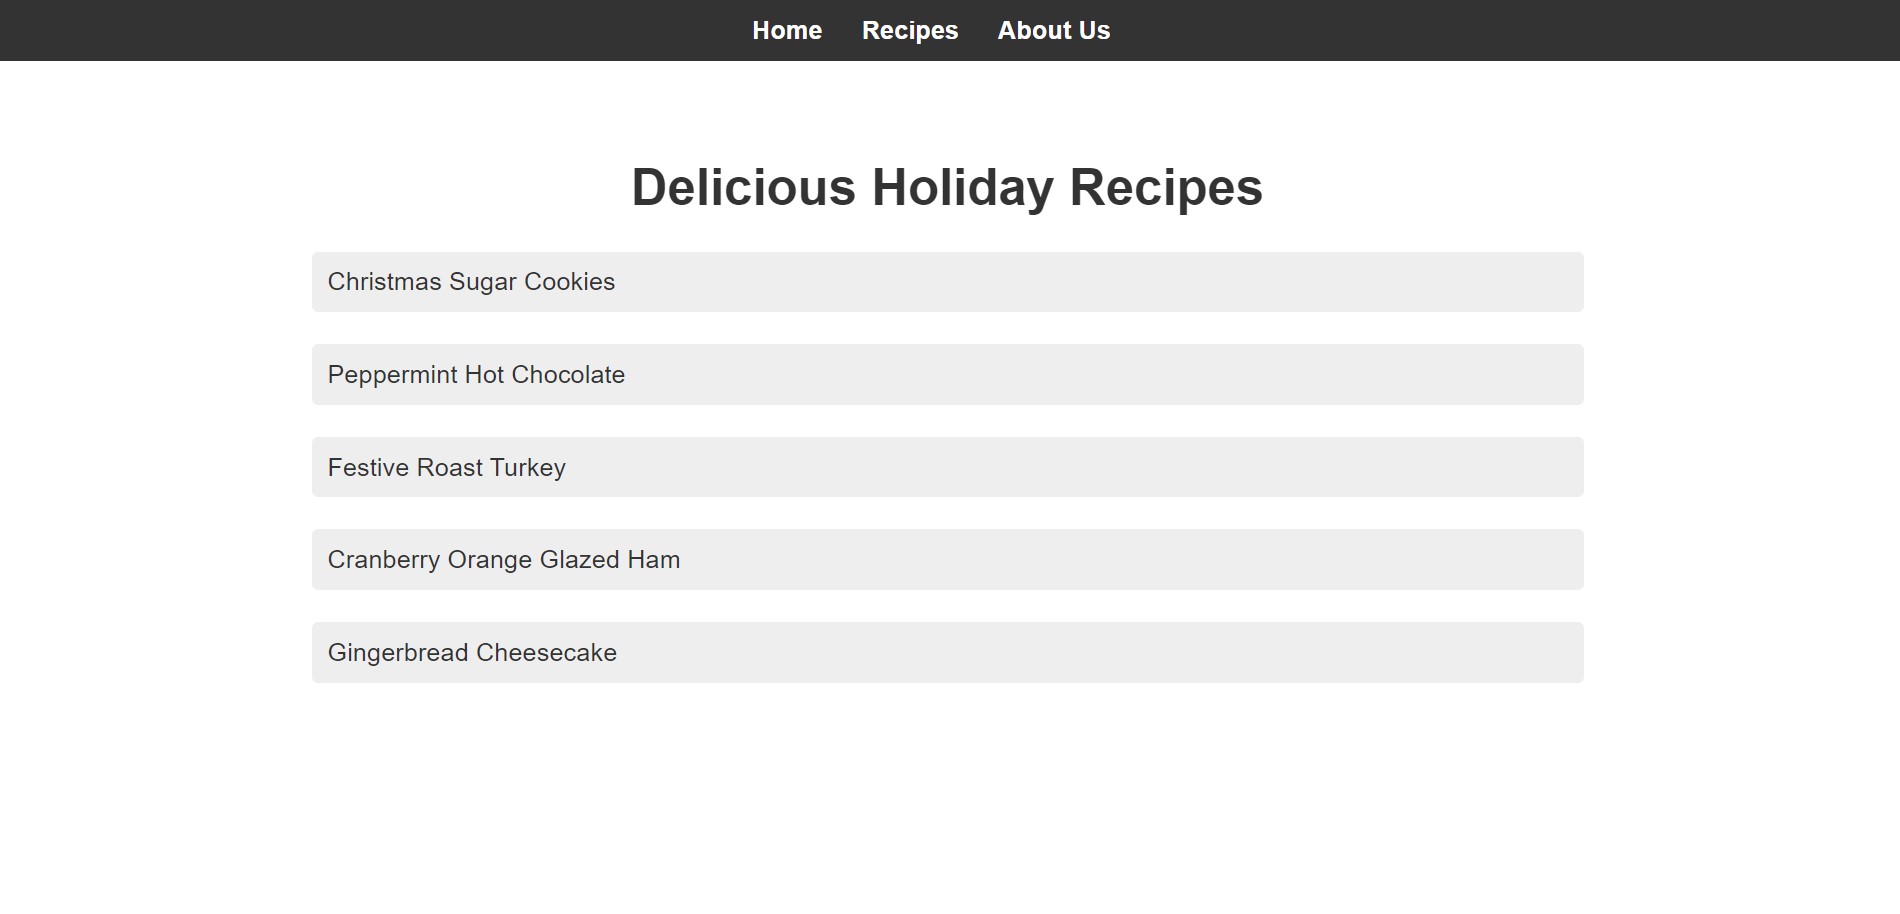 Home Recipes About Us
Delicious Holiday Recipes
Christmas Sugar Cookies
Peppermint Hot Chocolate
Festive Roast Turkey
Cranberry Orange Glazed Ham
Gingerbread Cheesecake